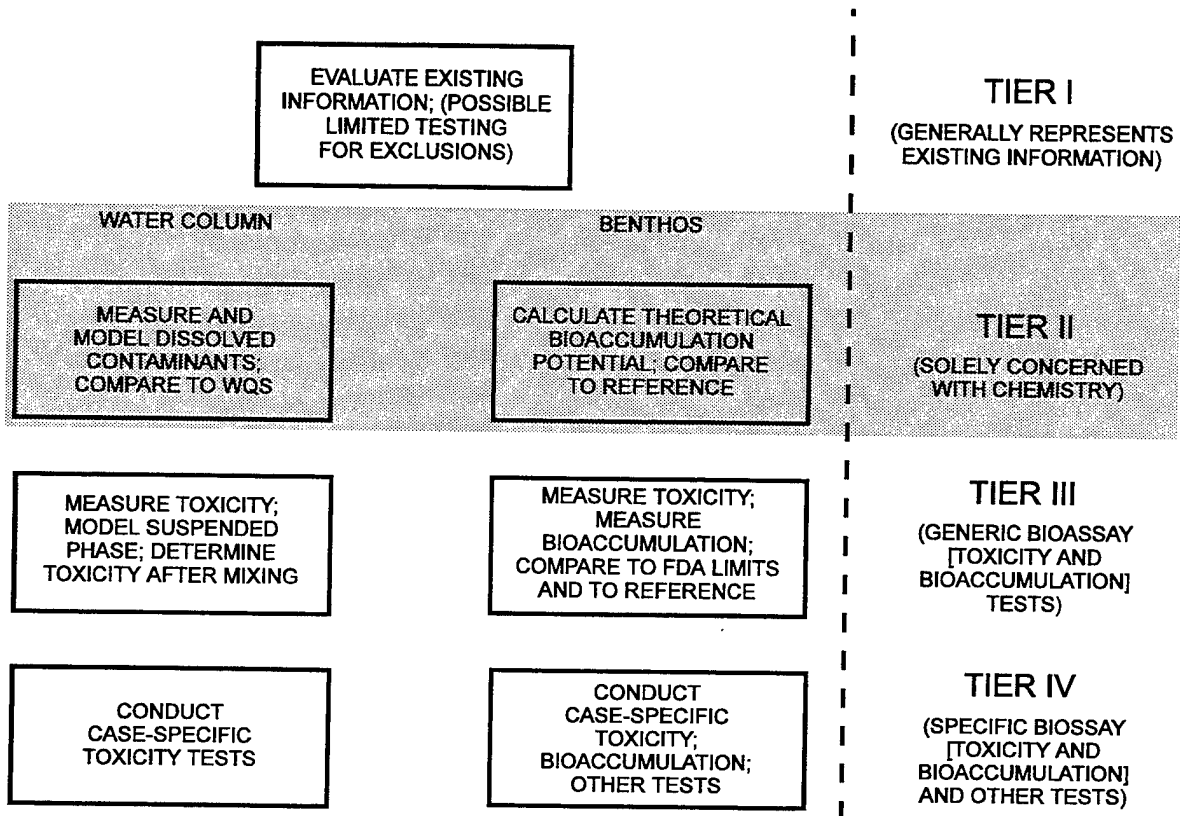 EVALUATE EXISTING
INFORMATION; (POSSIBLE
LIMITED TESTING
FOR EXCLUSIONS)
TIER I
(GENERALLY REPRESENTS
EXISTING INFORMATION)
WATER COLUMN
BENTHOS
MEASURE AND
MODEL DISSOLVED
CONTAMINANTS;
COMPARE TO WQS
CALCULATE THEORETICAL
BIOACCUMULATION
POTENTIAL; COMPARE
TO REFERENCE
TIER II
(SOLELY CONCERNED
WITH CHEMISTRY)
MEASURE TOXICITY;
MODEL SUSPENDED
PHASE; DETERMINE
TOXICITY AFTER MIXING
MEASURE TOXICITY;
MEASURE
BIOACCUMULATION;
COMPARE TO FDA LIMITS
AND TO REFERENCE
TIER III
(GENERIC BIOASSAY
[TOXICITY AND
BIOACCUMULATION]
TESTS)
CONDUCT
CASE-SPECIFIC
TOXICITY TESTS
CONDUCT
CASE-SPECIFIC
TOXICITY;
BIOACCUMULATION;
OTHER TESTS
TIER IV
(SPECIFIC BIOSSAY
[TOXICITY AND
BIOACCUMULATION]
AND OTHER TESTS)